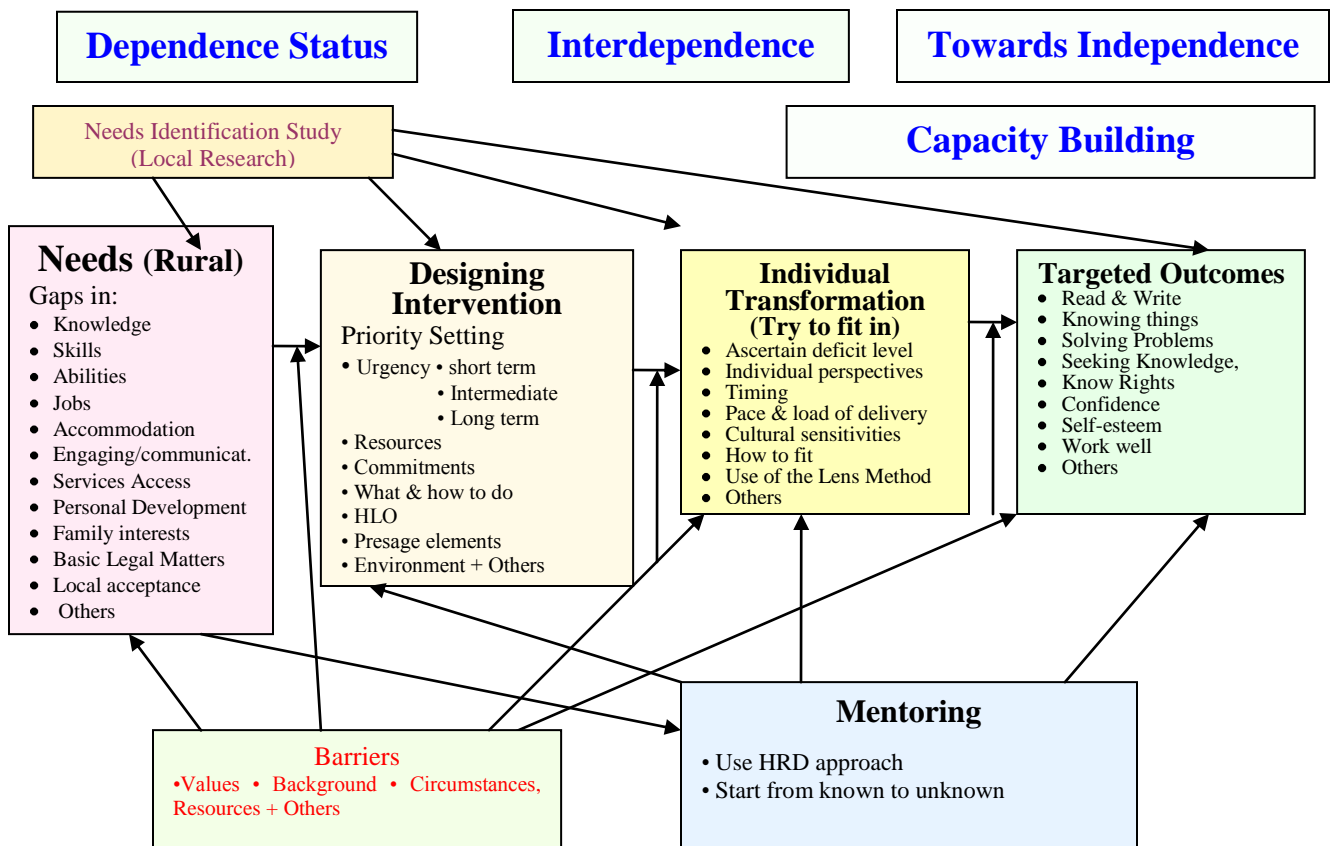 Dependence Status
Interdependence
Towards Independence
Needs Identification Study
(Local Research)
Capacity Building
Needs (Rural)
Gaps in:
• Knowledge
• Skills
• Abilities
• Jobs
• Accommodation
• Engaging/communicat.
• Services Access
• Personal Development
• Family interests
• Basic Legal Matters
• Local acceptance
• Others
Designing
Intervention
Priority Setting
• Urgency • short term
• Intermediate
• Long term
• Resources
• Commitments
• What & how to do
• HLO
• Presage elements
• Environment + Others
Individual
Transformation
(Try to fit in)
• Ascertain deficit level
• Individual perspectives
• Timing
• Pace & load of delivery
• Cultural sensitivities
• How to fit
• Use of the Lens Method
• Others
Targeted Outcomes
• Read & Write
• Knowing things
• Solving Problems
• Seeking Knowledge,
• Know Rights
• Confidence
• Self-esteem
• Work well
• Others
Barriers
•Values • Background • Circumstances,
Resources + Others
Mentoring
• Use HRD approach
• Start from known to unknown